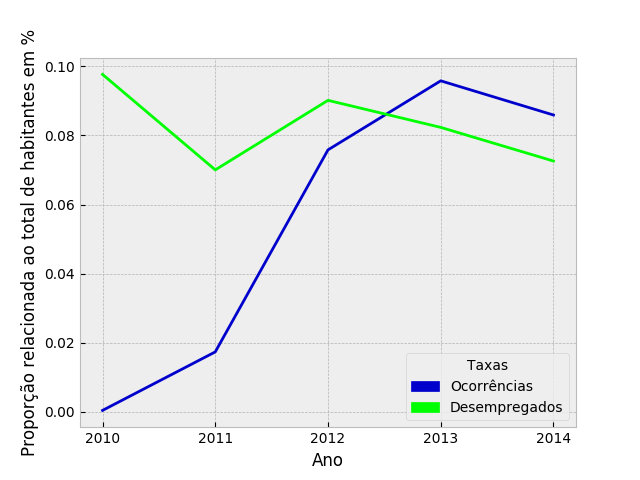 Proporção relacionada ao total de habitantes em %
0.10
0.08
0.06
0.04
0.02
0.00
Taxas
Ocorrências
Desempregados
2010 2011 2012 2013 2014
Ano